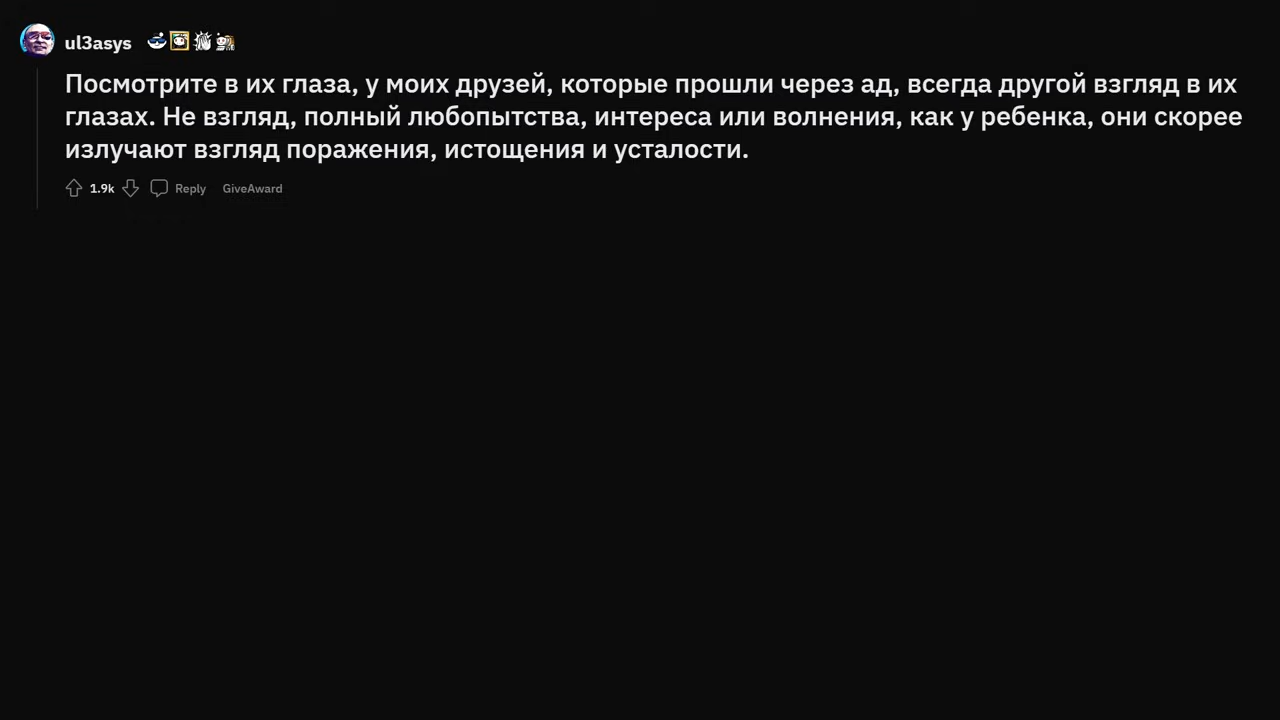 ul3asys
Посмотрите в их глаза, у моих друзей, которые прошли через ад, всегда другой взгляд в их
глазах. Не взгляд, полный любопытства, интереса или волнения, как у ребенка, они скорее
излучают взгляд поражения, истощения и усталости.
1.9k Reply GiveAward